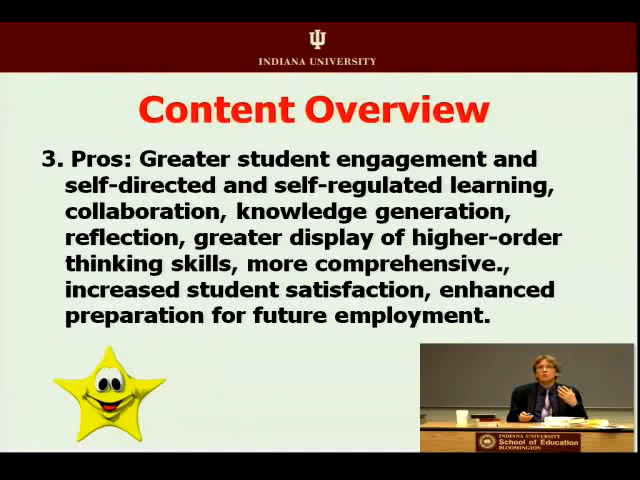 INDIANA UNIVERSITY
Content Overview
3. Pros: Greater student engagement and
self-directed and self-regulated learning,
collaboration, knowledge generation,
reflection, greater display of higher-order
thinking skills, more comprehensive.,
increased student satisfaction, enhanced
preparation for future employment.
INDIANA UNIVERSITY
School of Education
BLOOMINGTON